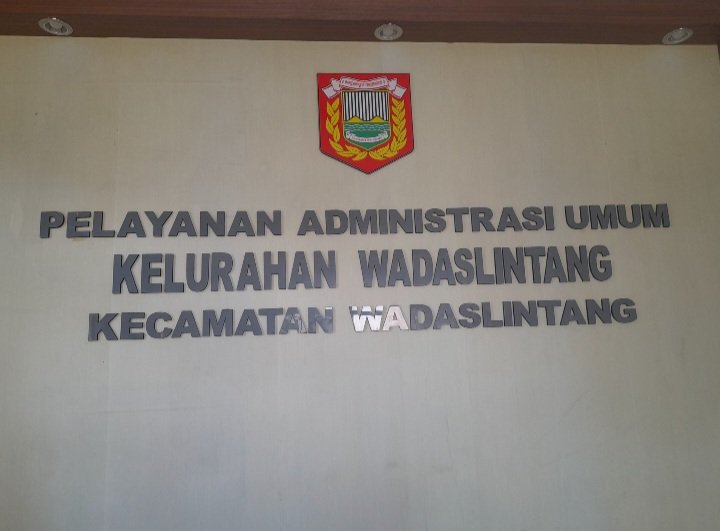 PELAYANAN ADMINISTRASI UMUM
KELURAHAN WADASLINTANG
KECAMATAN WADASLINTANG